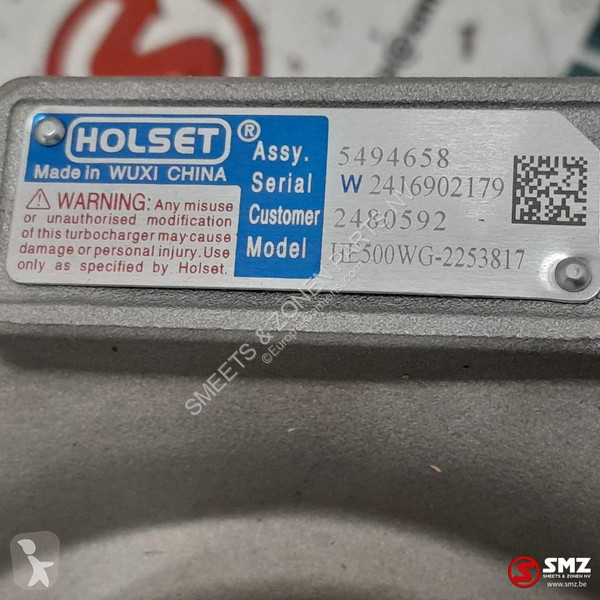 HOLSET ®
Made in WUXI CHINA
WARNING: Any misuse
or unauthorised modification
of this turbocharger may cause
damage or personal injury. Use
only as specified by Holset.
Assy. 5494658
Serial W 2416902179
Customer 2480592
Model HE500WG-2253817
SMEETS & ZONEN
SMZ
SMEETS & ZONEN NV
www.smz.be